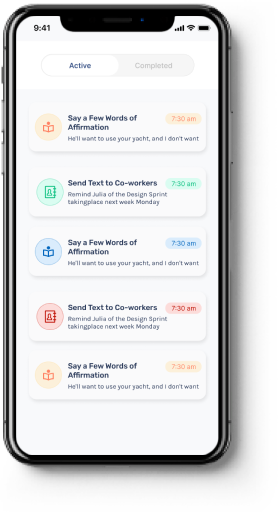 9:41
Active Completed
Say a Few Words of
Affirmation
7:30 am
He'll want to use your yacht, and I don't want
Send Text to Co-workers 7:30 am
Remind Julia of the Design Sprint
takingplace next week Monday
Say a Few Words of
Affirmation
7:30 am
He'll want to use your yacht, and I don't want
Send Text to Co-workers 7:30 am
Remind Julia of the Design Sprint
takingplace next week Monday
Say a Few Words of
Affirmation
7:30 am
He'll want to use your yacht, and I don't want